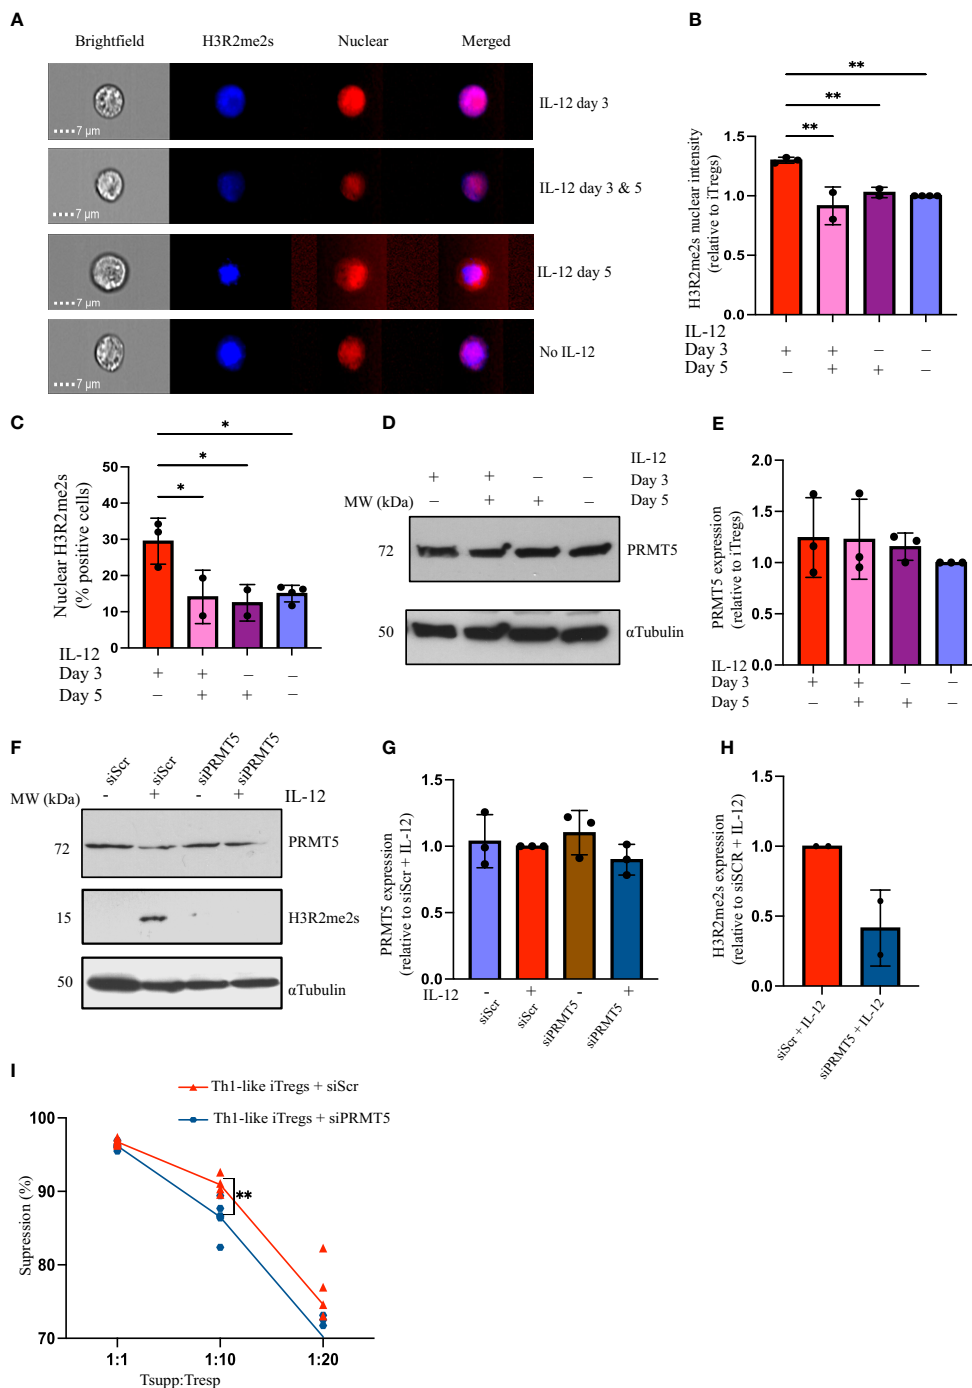 A
Brightfield H3R2me2s Nuclear Merged
7 µm
IL-12 day 3
7 µm
IL-12 day 3 & 5
7 µm
IL-12 day 5
7 µm
No IL-12
B
** 
**
**
H3R2me2s nuclear intensity
(relative to iTregs)
1.5
1.0
0.5
0.0
IL-12
Day 3 + + − −
Day 5 − + + −
C
*
*
*
Nuclear H3R2me2s
(% positive cells)
50
40
30
20
10
0
IL-12
Day 3 + + − −
Day 5 − + + −
D
IL-12
+ + − − Day 3
MW (kDa) − + + − Day 5
72 PRMT5
50 αTubulin
E
PRMT5 expression
(relative to iTregs)
2.0
1.5
1.0
0.5
0.0
IL-12
Day 3 + + − −
Day 5 − + + −
F
siScr siScr siPRMT5 siPRMT5
MW (kDa) - + - + IL-12
72 PRMT5
15 H3R2me2s
50 αTubulin
G
PRMT5 expression
(relative to siScr + IL-12)
1.5
1.0
0.5
0.0
IL-12 - + - +
siScr siScr siPRMT5 siPRMT5
H
H3R2me2s expression
(relative to siSCR + IL-12)
1.5
1.0
0.5
0.0
siScr + IL-12 siPRMT5 + IL-12
I
Th1-like iTregs + siScr
Th1-like iTregs + siPRMT5
Supression (%)
100
90
80
70
**
1:1 1:10 1:20
Tsupp:Tresp